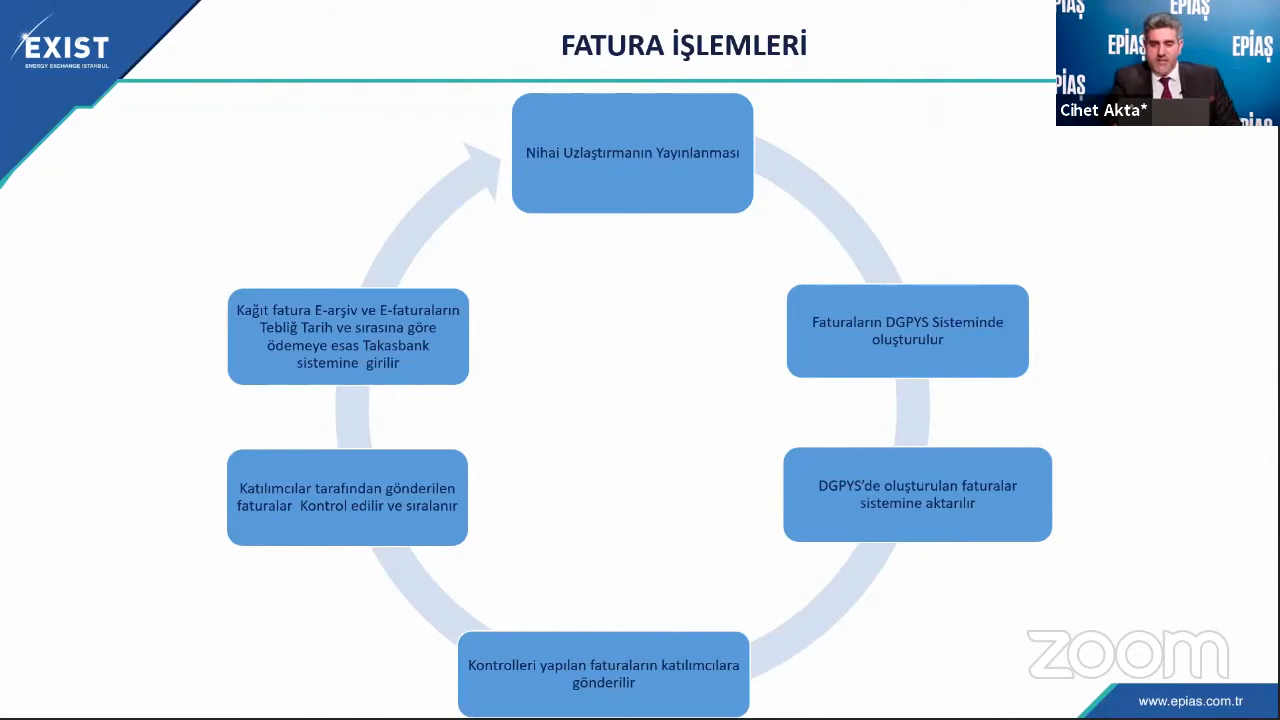 EXIST
ENERGY EXCHANGE ISTANBUL
FATURA İŞLEMLERİ
EPİAŞ
EPİAŞ
EPİAŞ
EPİAŞ
EPİAŞ
Cihet Akta*
Nihai Uzlaştırmanın Yayınlanması
Faturaların DGPYS Sisteminde
oluşturulur
DGPYS’de oluşturulan faturalar
sistemine aktarılır
Kontrolleri yapılan faturaların katılımcılara
gönderilir
Katılımcılar tarafından gönderilen
faturalar Kontrol edilir ve sıralanır
Kağıt fatura E-arşiv ve E-faturaların
Tebliğ Tarih ve sırasına göre
ödemeye esas Takasbank
sistemine girilir
zoom
www.epias.com.tr